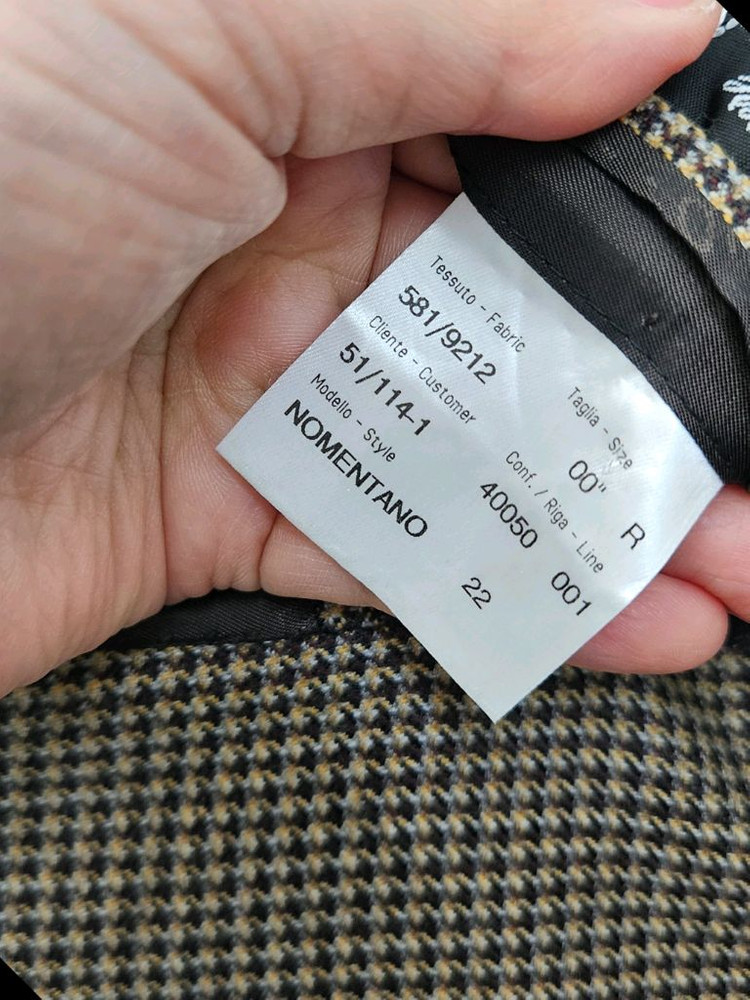 Tessuto - Fabric
581/9212
Taglia - Size
00" R
Cliente - Customer
51/114-1
Conf. / Riga - Line
40050 001
Modello - Style
NOMENTANO 22